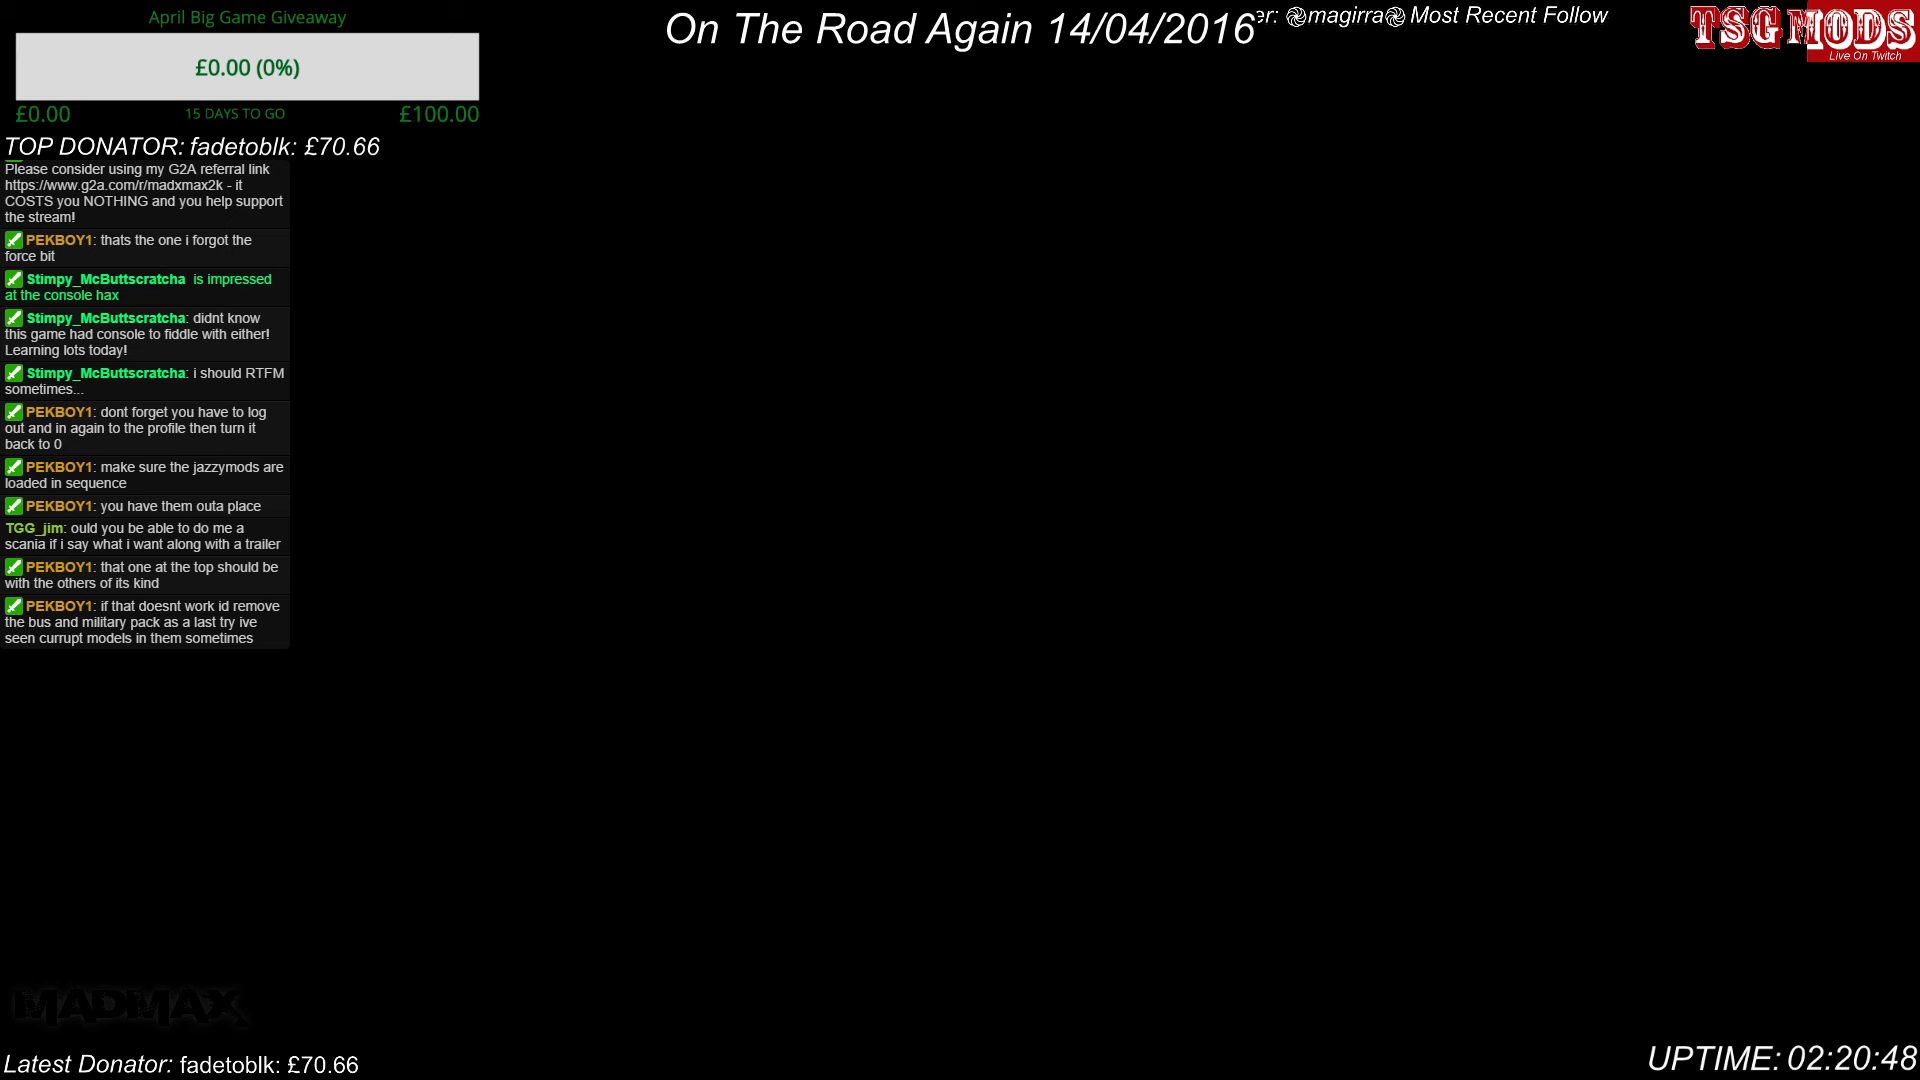 April Big Game Giveaway
£0.00 (0%)
£0.00 15 DAYS TO GO £100.00
TOP DONATOR: fadetoblk: £70.66
Please consider using my G2A referral link
https://www.g2a.com/r/madxmax2k - it
COSTS you NOTHING and you help support
the stream!
PEKBOY1: thats the one i forgot the
force bit
Stimpy_McButtscratcha is impressed
at the console hax
Stimpy_McButtscratcha: didnt know
this game had console to fiddle with either!
Learning lots today!
Stimpy_McButtscratcha: i should RTFM
sometimes...
PEKBOY1: dont forget you have to log
out and in again to the profile then turn it
back to 0
PEKBOY1: make sure the jazzymods are
loaded in sequence
PEKBOY1: you have them outa place
TGG_jim: ould you be able to do me a
scania if i say what i want along with a trailer
PEKBOY1: that one at the top should be
with the others of its kind
PEKBOY1: if that doesnt work id remove
the bus and military pack as a last try ive
seen currupt models in them sometimes
On The Road Again 14/04/2016
er: @magirra@ Most Recent Follow
TSG MODS
Live On Twitch
MADMAX
Latest Donator: fadetoblk: £70.66
UPTIME: 02:20:48